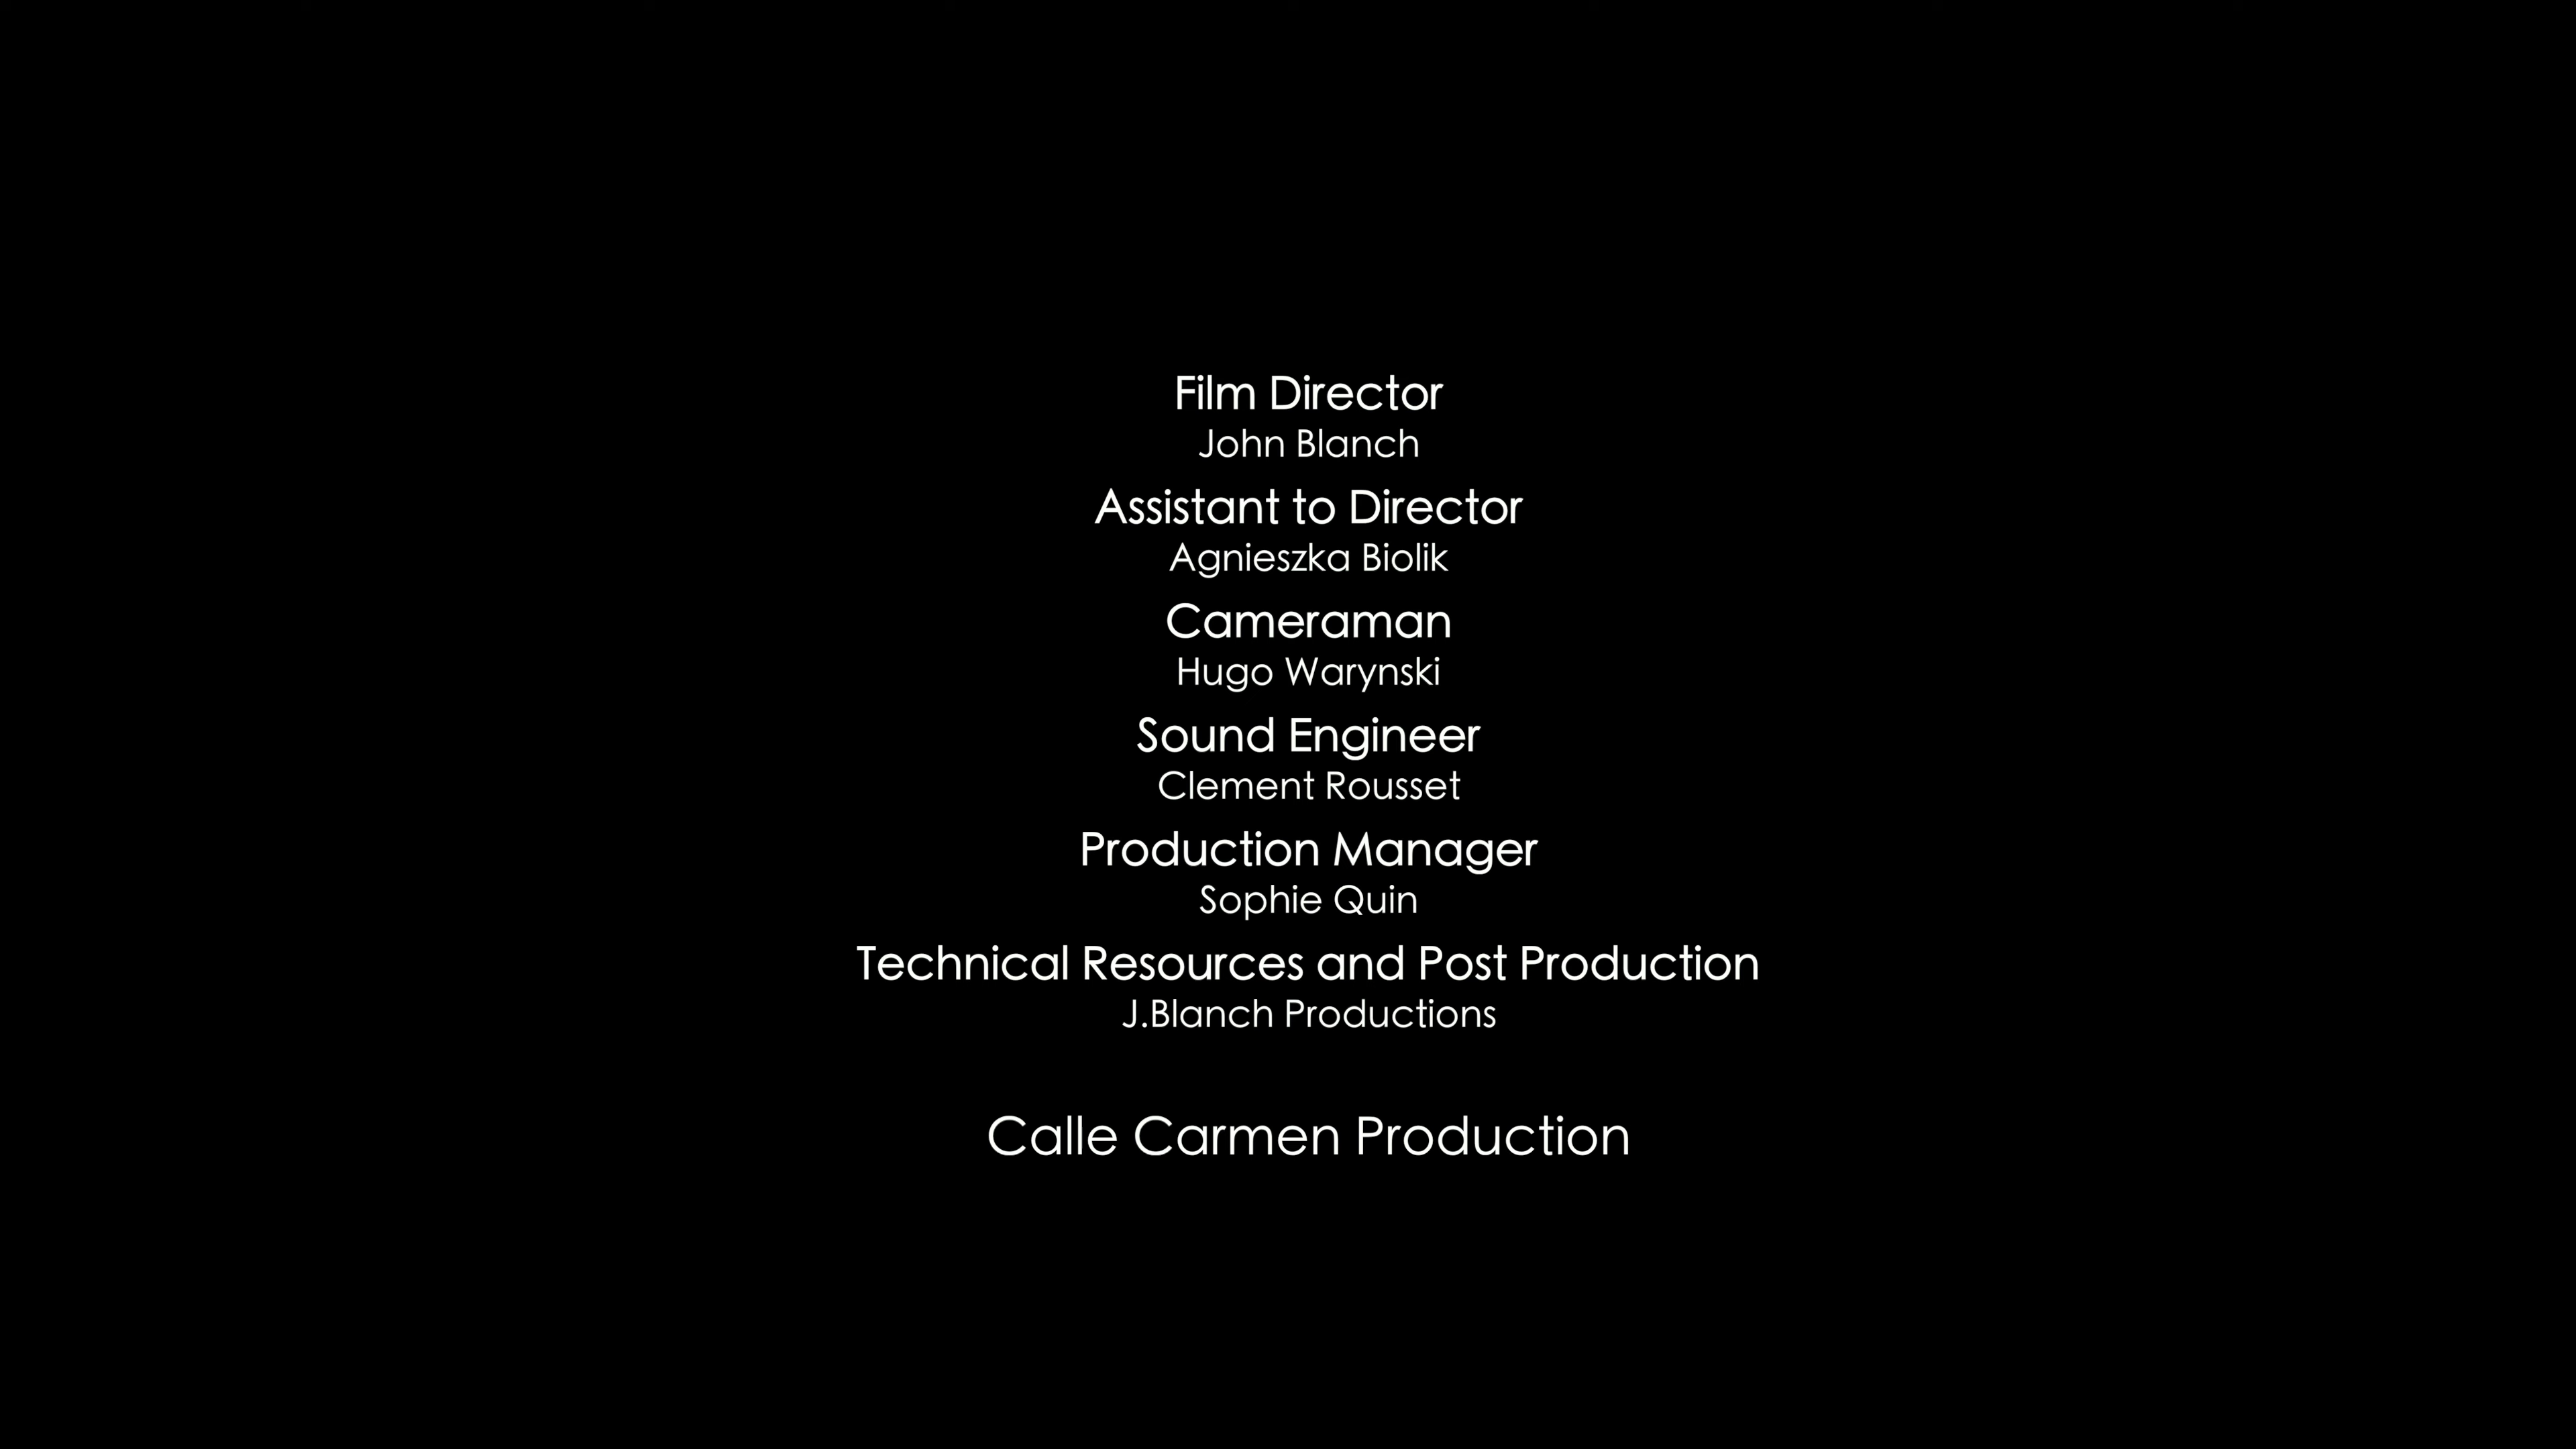 Film Director
John Blanch
Assistant to Director
Agnieszka Biolik
Cameraman
Hugo Warynski
Sound Engineer
Clement Rousset
Production Manager
Sophie Quin
Technical Resources and Post Production
J.Blanch Productions
Calle Carmen Production